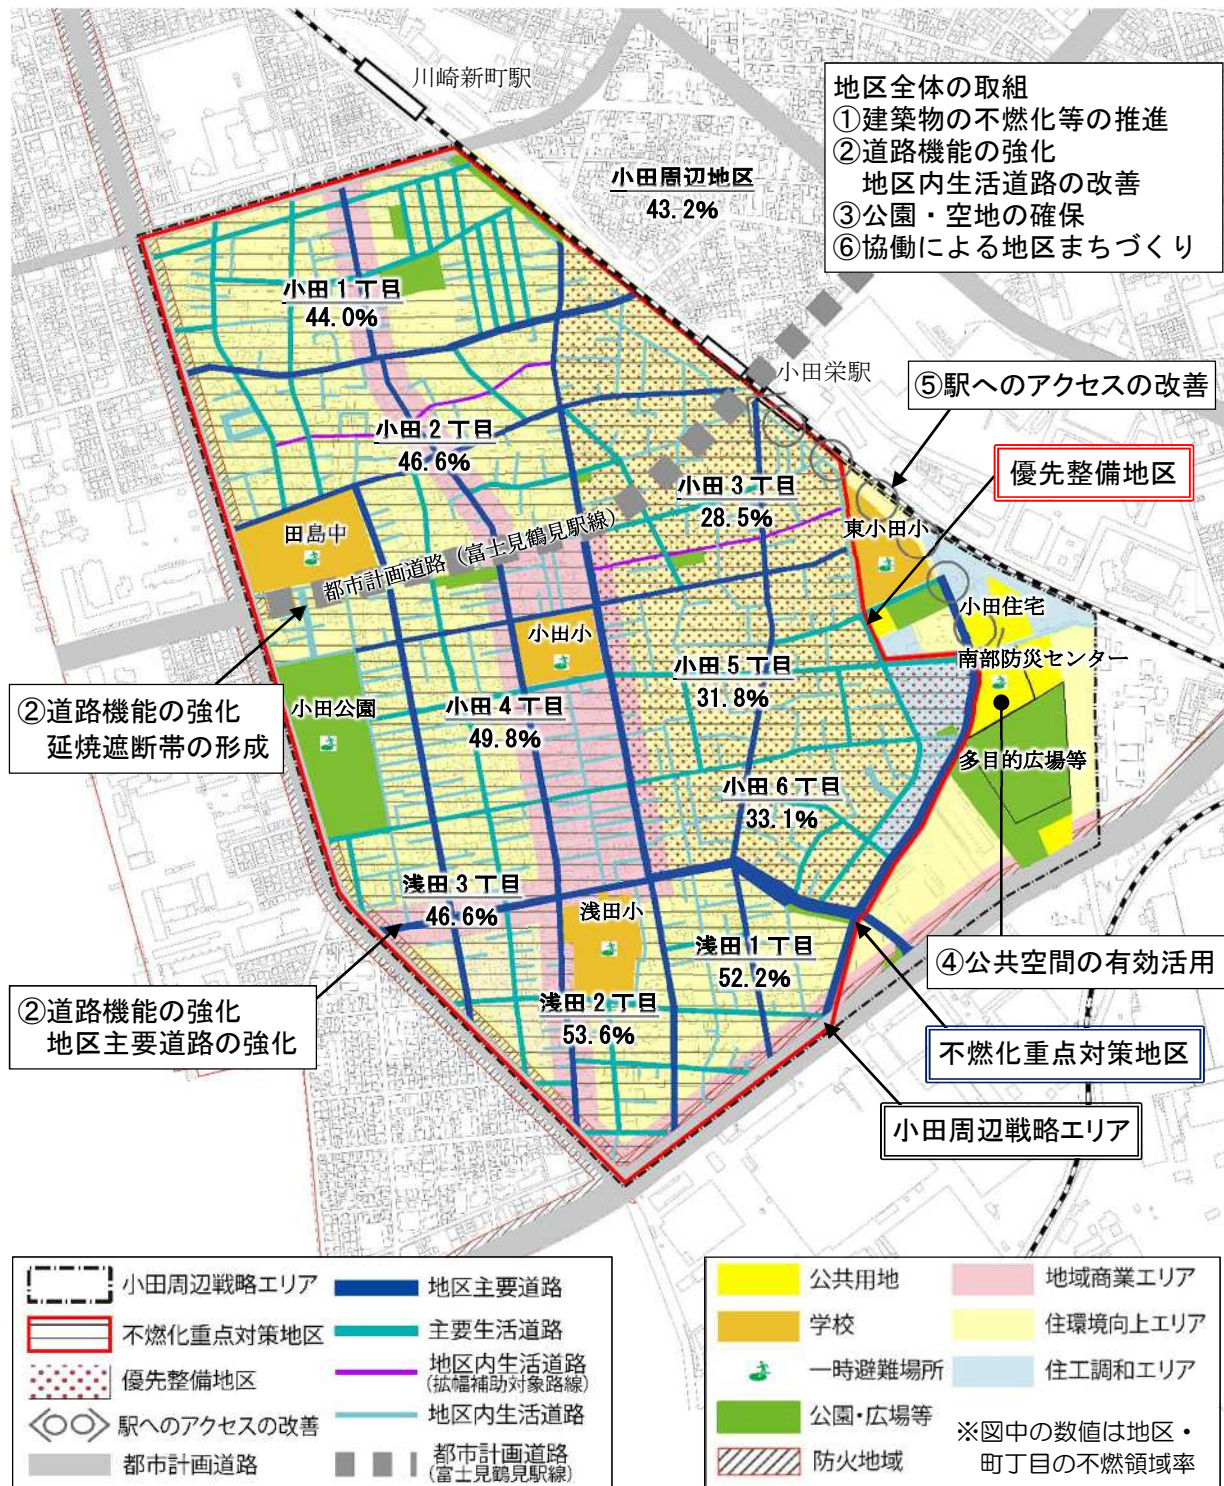 川崎新町駅
地区全体の取組
①建築物の不燃化等の推進
②道路機能の強化
地区内生活道路の改善
③公園・空地の確保
⑥協働による地区まちづくり
小田周辺地区
43.2%
小田1丁目
44.0%
小田栄駅
⑤駅へのアクセスの改善
小田2丁目
46.6%
優先整備地区
小田3丁目
28.5%
東小田小
田島中
都市計画道路（富士見鶴見駅線）
小田住宅
小田小
南部防災センター
小田5丁目
31.8%
②道路機能の強化
延焼遮断帯の形成
小田公園
小田4丁目
49.8%
多目的広場等
小田6丁目
33.1%
浅田3丁目
46.6%
浅田小
浅田1丁目
52.2%
④公共空間の有効活用
②道路機能の強化
地区主要道路の強化
浅田2丁目
53.6%
不燃化重点対策地区
小田周辺戦略エリア
小田周辺戦略エリア
不燃化重点対策地区
優先整備地区
駅へのアクセスの改善
都市計画道路
地区主要道路
主要生活道路
地区内生活道路
(拡幅補助対象路線)
地区内生活道路
都市計画道路
(富士見鶴見駅線)
公共用地
学校
一時避難場所
公園・広場等
防火地域
地域商業エリア
住環境向上エリア
住工調和エリア
※図中の数値は地区・
町丁目の不燃領域率